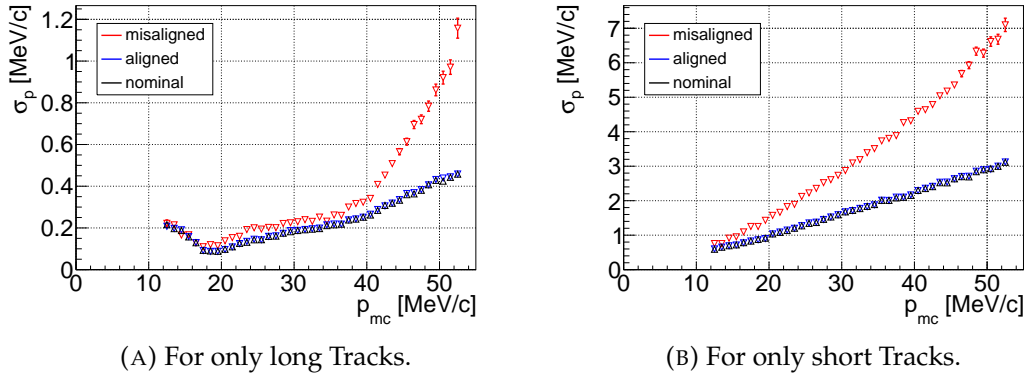 σp [MeV/c]
1.2
1
0.8
0.6
0.4
0.2
0
misaligned
aligned
nominal
0 10 20 30 40 50
pmc [MeV/c]
(A) For only long Tracks.
σp [MeV/c]
7
6
5
4
3
2
1
0
misaligned
aligned
nominal
0 10 20 30 40 50
pmc [MeV/c]
(B) For only short Tracks.